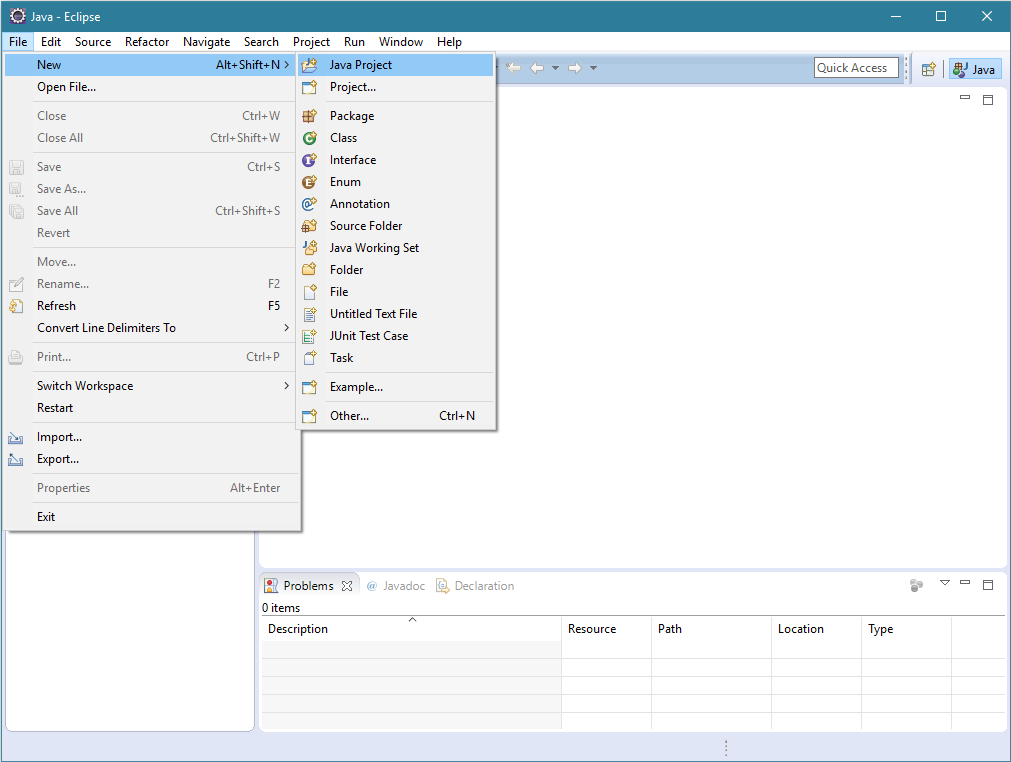 Java - Eclipse
File Edit Source Refactor Navigate Search Project Run Window Help
New Alt+Shift+N
Open File...
Close Ctrl+W
Close All Ctrl+Shift+W
Save Ctrl+S
Save As...
Save All Ctrl+Shift+S
Revert
Move...
Rename... F2
Refresh F5
Convert Line Delimiters To
Print... Ctrl+P
Switch Workspace
Restart
Import...
Export...
Properties Alt+Enter
Exit
Java Project
Project...
Package
Class
Interface
Enum
Annotation
Source Folder
Java Working Set
Folder
File
Untitled Text File
JUnit Test Case
Task
Example...
Other... Ctrl+N
Quick Access
Java
Problems @ Javadoc Declaration
0 items
Description Resource Path Location Type